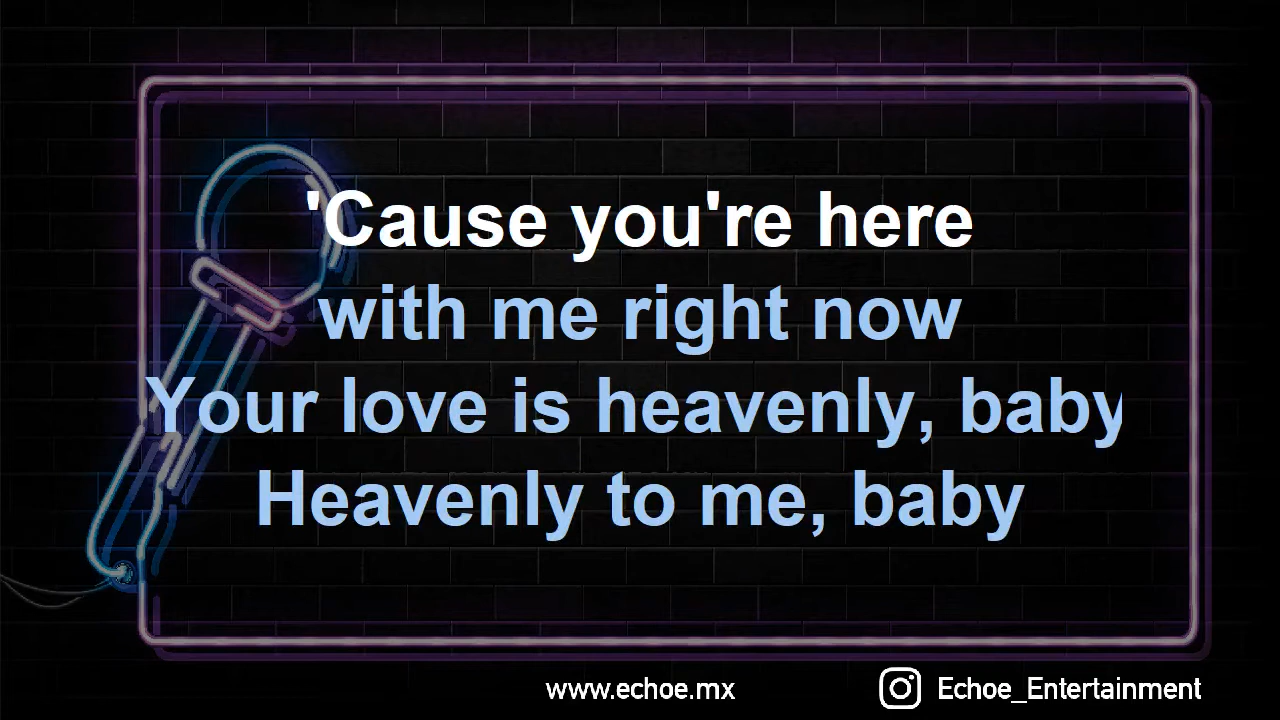 'Cause you're here
with me right now
Your love is heavenly, baby
Heavenly to me, baby
www.echoe.mx
Echoe_Entertainment